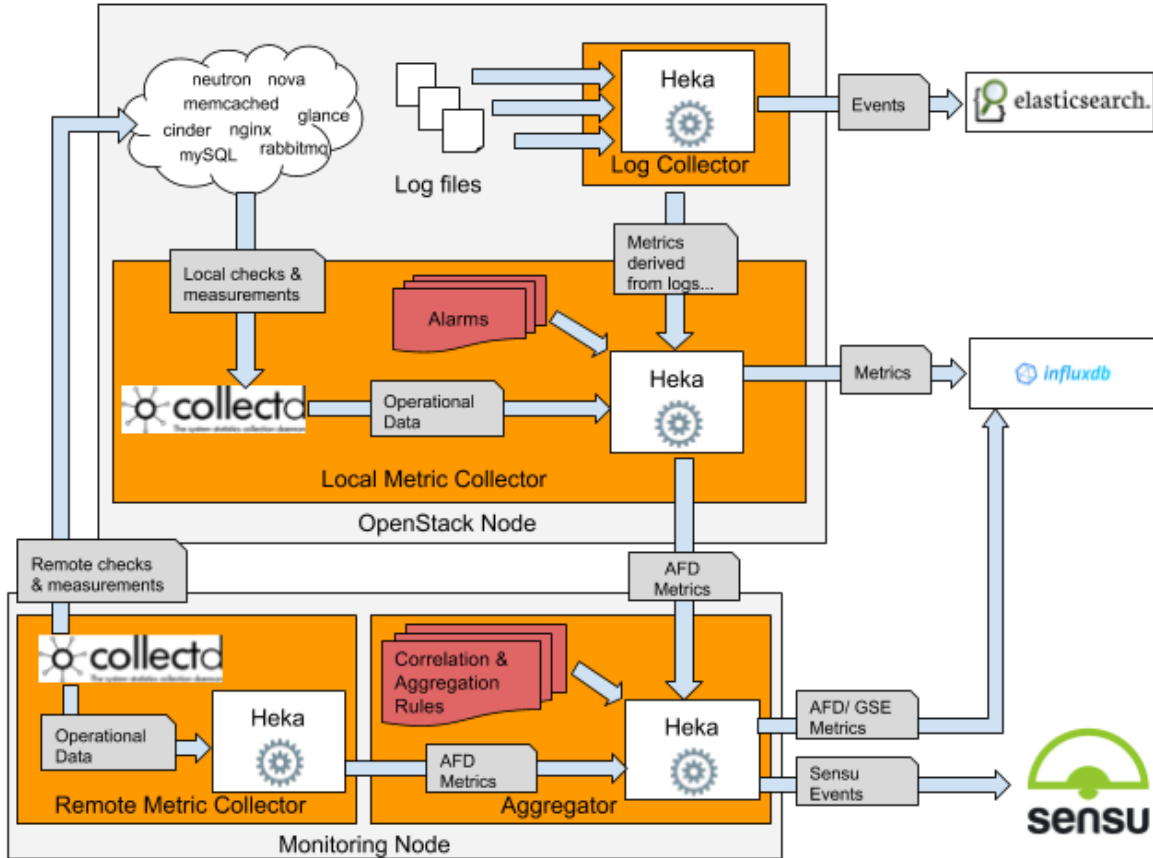 neutron nova
memcached
glance
cinder nginx
mySQL rabbitmq
Log files
Heka
Log Collector
Events
elasticsearch.
Local checks &
measurements
Metrics
derived
from logs...
Alarms
Heka
Metrics
influxdb
collectd
The system statistics collection daemon
Operational
Data
Local Metric Collector
OpenStack Node
Remote checks
& measurements
AFD
Metrics
collectd
The system statistics collection daemon
Operational
Data
Heka
Remote Metric Collector
Correlation &
Aggregation
Rules
AFD
Metrics
Heka
Aggregator
AFD/ GSE
Metrics
Sensu
Events
sensu
Monitoring Node